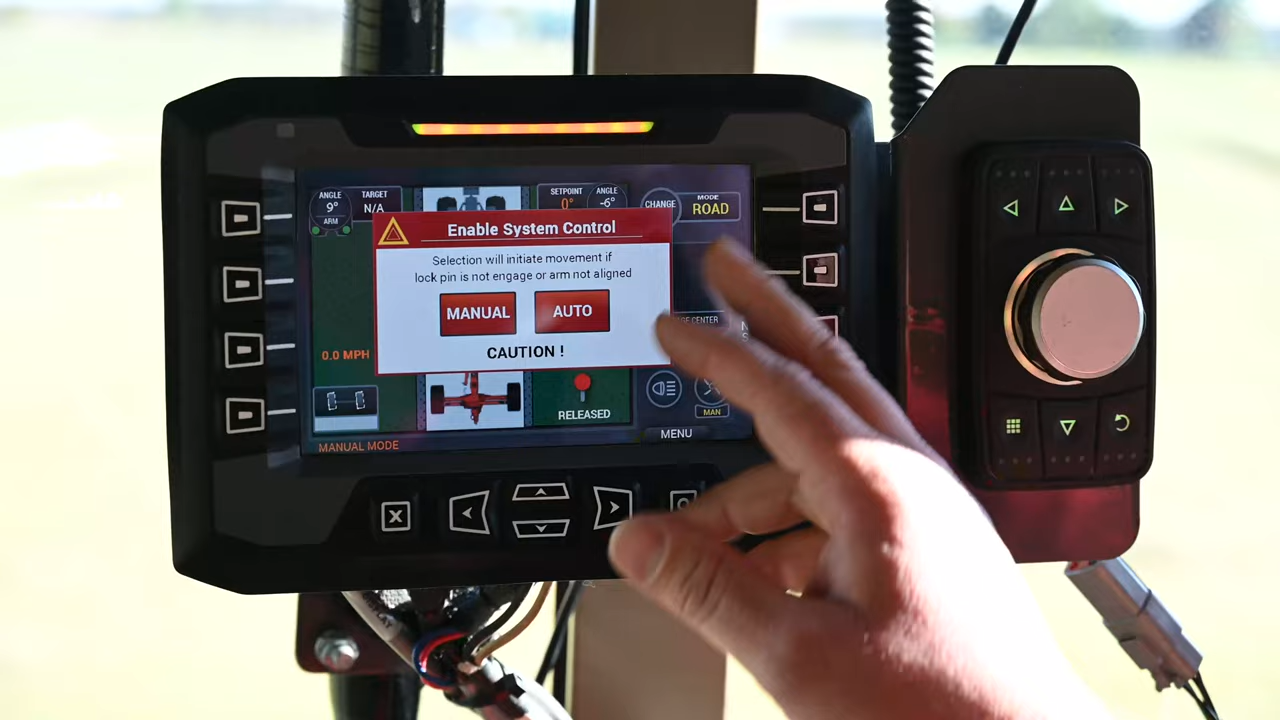 ANGLE
9°
ARM
TARGET
N/A
SETPOINT
0°
ANGLE
-6°
CHANGE
MODE
ROAD
Enable System Control
Selection will initiate movement if
lock pin is not engage or arm not aligned
MANUAL
AUTO
CAUTION !
0.0 MPH
CENTER
RELEASED
MAN
MENU
MANUAL MODE
X